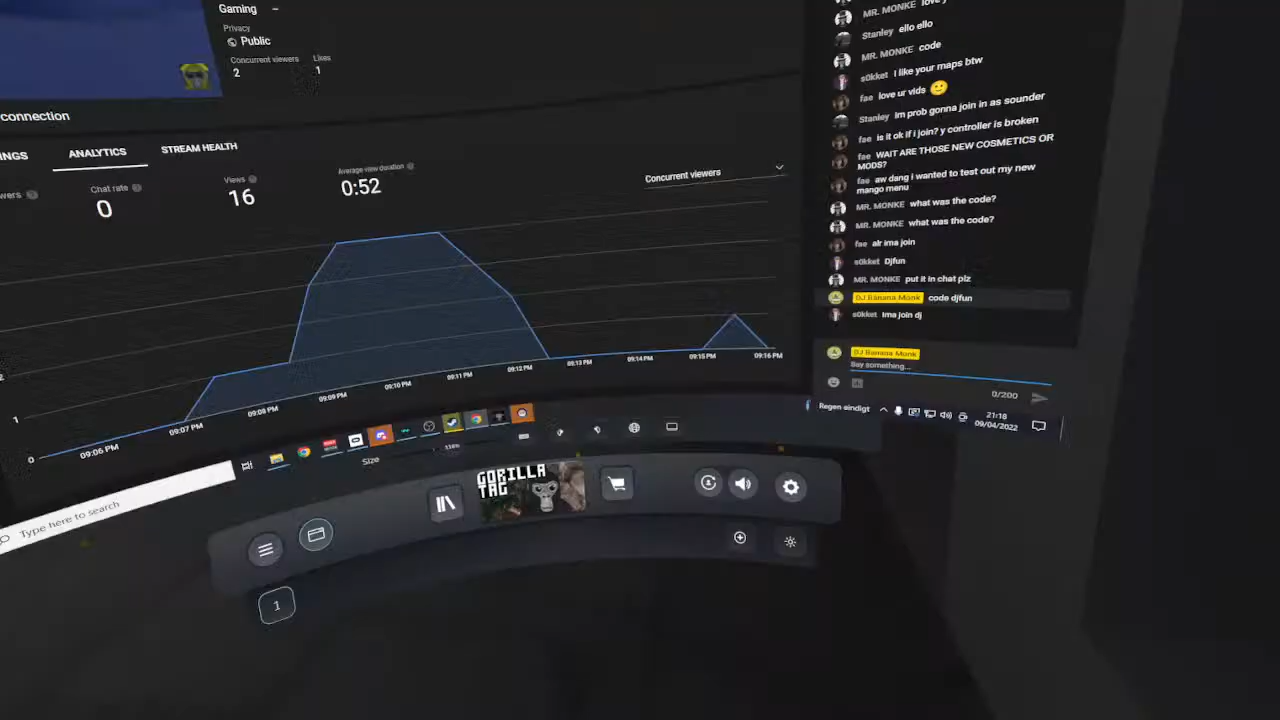 Gaming
Privacy
Public
Concurrent viewers
Likes
2
1
connection
NGS
ANALYTICS
STREAM HEALTH
wers
Chat rate
0
Views
16
Average view duration
0:52
Concurrent viewers
1
0
09:06 PM
09:07 PM
09:08 PM
09:09 PM
09:10 PM
09:11 PM
09:12 PM
09:13 PM
09:14 PM
09:15 PM
09:16 PM
MR. MONKE
Stanley ello ello
MR. MONKE code
s0kket i like your maps btw
fae love ur vids 🙂
Stanley im prob gonna join in as sounder
fae is it ok if i join? y controller is broken
fae WAIT ARE THOSE NEW COSMETICS OR
MODS?
fae aw dang i wanted to test out my new
mango menu
MR. MONKE what was the code?
MR. MONKE what was the code?
fae alr ima join
s0kket Djfun
MR. MONKE put it in chat plz
DJ Banana Monk code djfun
s0kket Ima join dj
DJ Banana Monk
Say something...
0/200
Type here to search
Size
Regen eindigt
21:18
09/04/2022
GORILLA
TAG
1